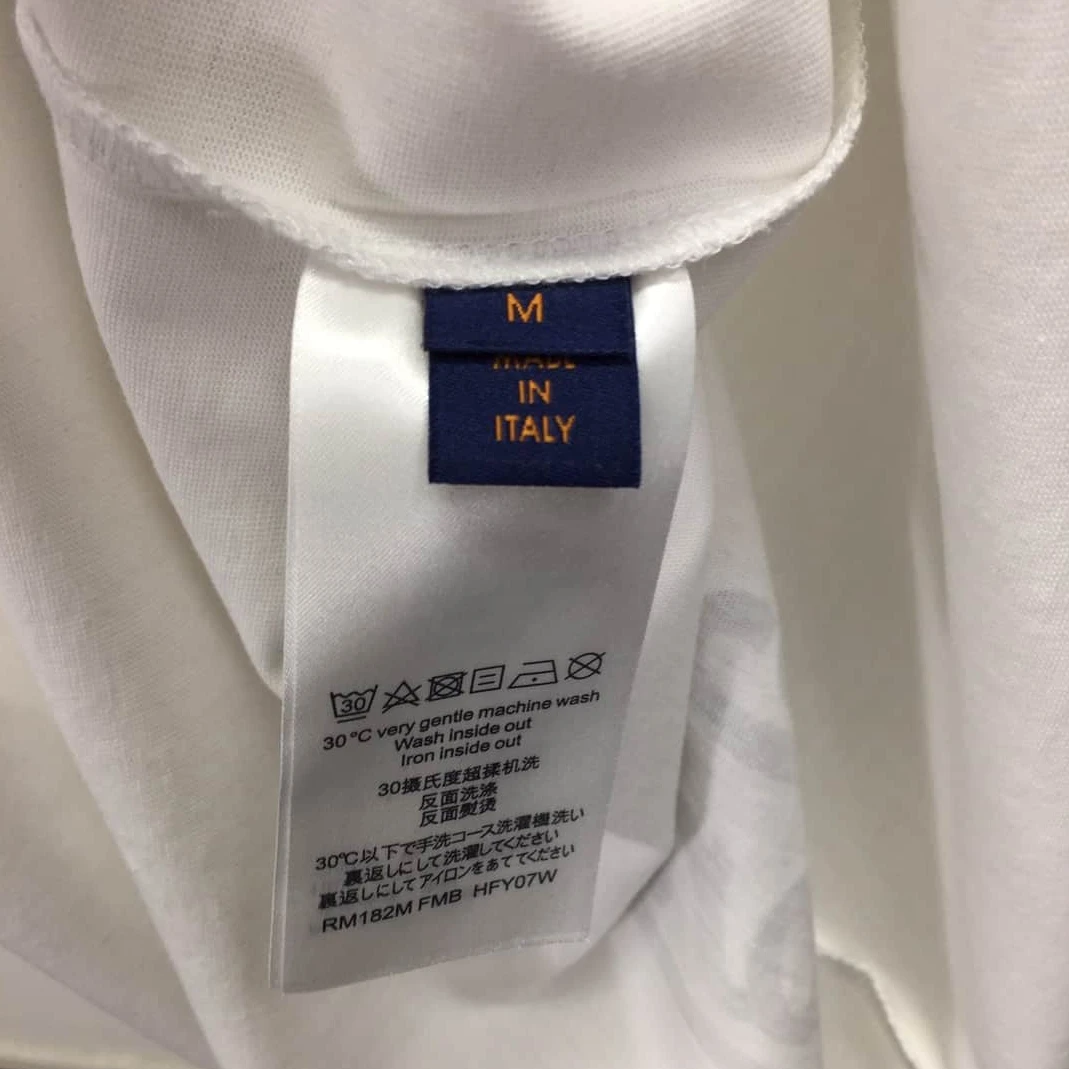 M
MADE
IN
ITALY
30
30°C very gentle machine wash
Wash inside out
Iron inside out
30摄氏度超揉机洗
反面洗涤
反面熨烫
30℃以下で手洗コース洗濯機洗い
裏返しにして洗濯してください
裏返しにしてアイロンをあててください
RM182M FMB HFY07W